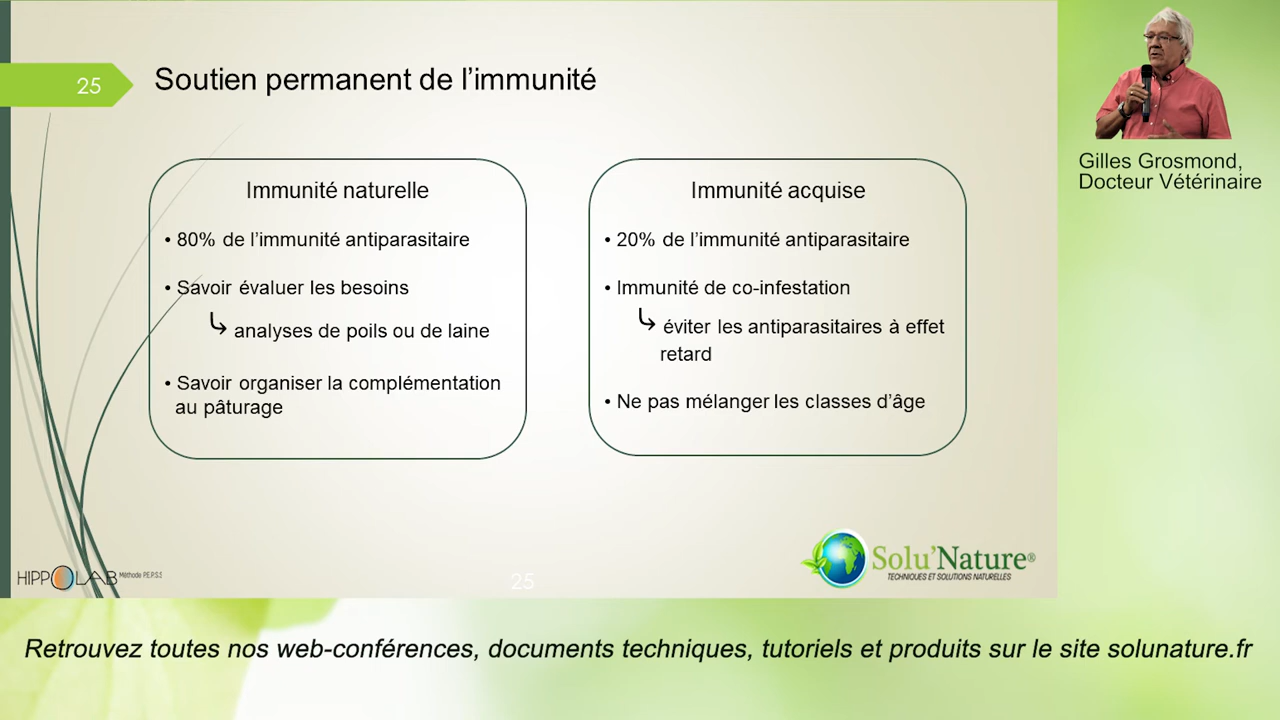 25
Soutien permanent de l’immunité
Immunité naturelle
• 80% de l’immunité antiparasitaire
• Savoir évaluer les besoins
analyses de poils ou de laine
• Savoir organiser la complémentation
au pâturage
Immunité acquise
• 20% de l’immunité antiparasitaire
• Immunité de co-infestation
éviter les antiparasitaires à effet
retard
• Ne pas mélanger les classes d’âge
Gilles Grosmond,
Docteur Vétérinaire
HIPPOLAB Méthode P.E.P.S.
25
Solu’Nature®
TECHNIQUES ET SOLUTIONS NATURELLES
Retrouvez toutes nos web-conférences, documents techniques, tutoriels et produits sur le site solunature.fr